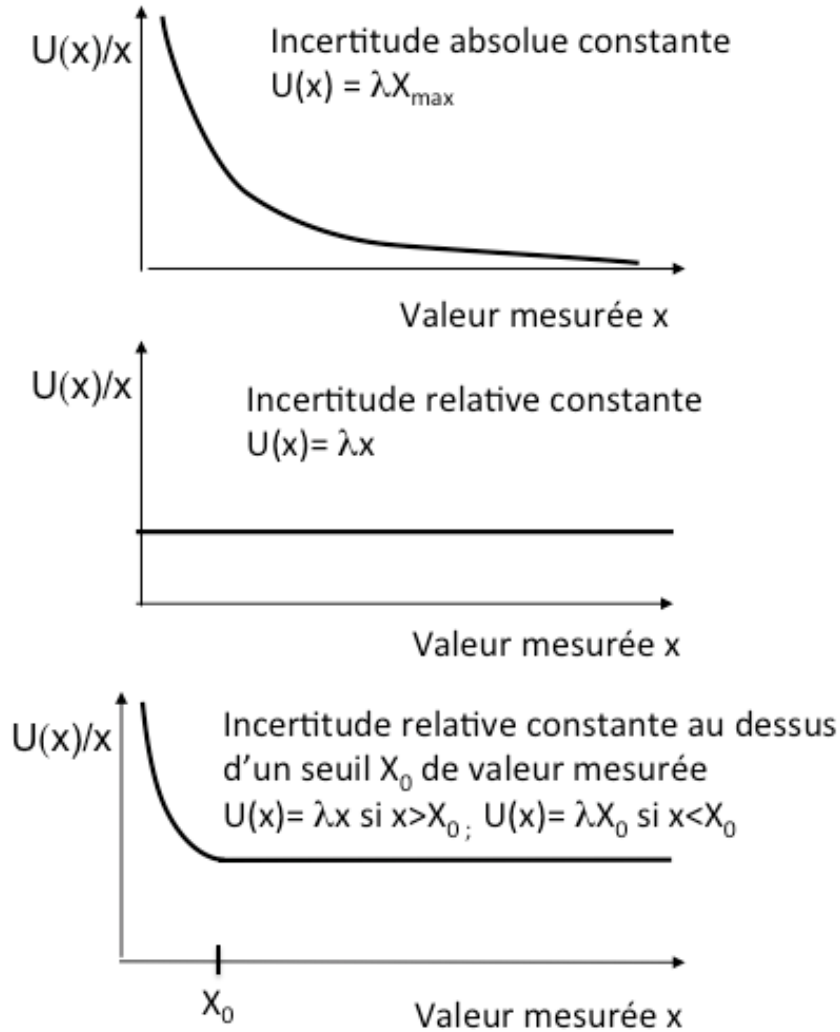 U(x)/x
Incertitude absolue constante
U(x) = λXmax
Valeur mesurée x
U(x)/x
Incertitude relative constante
U(x)= λx
Valeur mesurée x
U(x)/x
Incertitude relative constante au dessus
d'un seuil X0 de valeur mesurée
U(x)= λx si x>X0 ; U(x)= λX0 si x<X0
X0
Valeur mesurée x